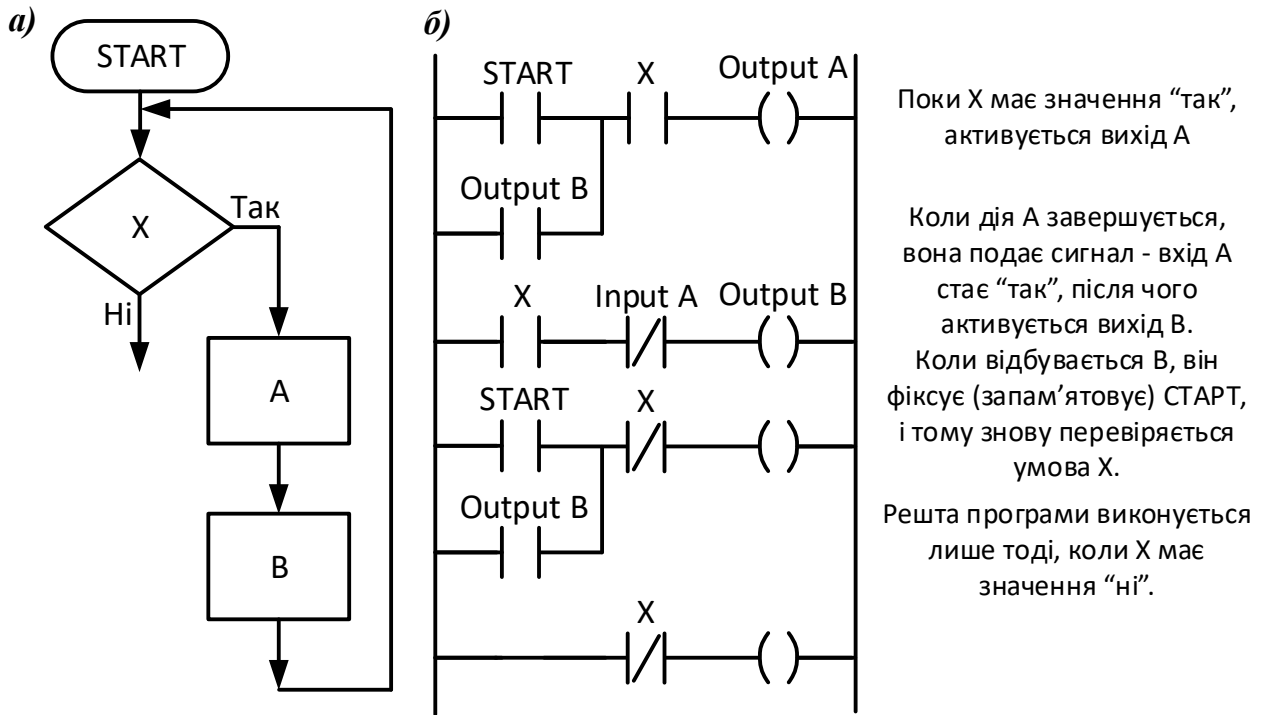 а)
START
X
Так
Ні
A
B
б)
START X Output A
Output B
X Input A Output B
START X
Output B
X
Поки X має значення “так”,
активується вихід A
Коли дія A завершується,
вона подає сигнал - вхід A
стає “так”, після чого
активується вихід B.
Коли відбувається B, він
фіксує (запам’ятовує) СТАРТ,
і тому знову перевіряється
умова X.
Решта програми виконується
лише тоді, коли X має
значення “ні”.